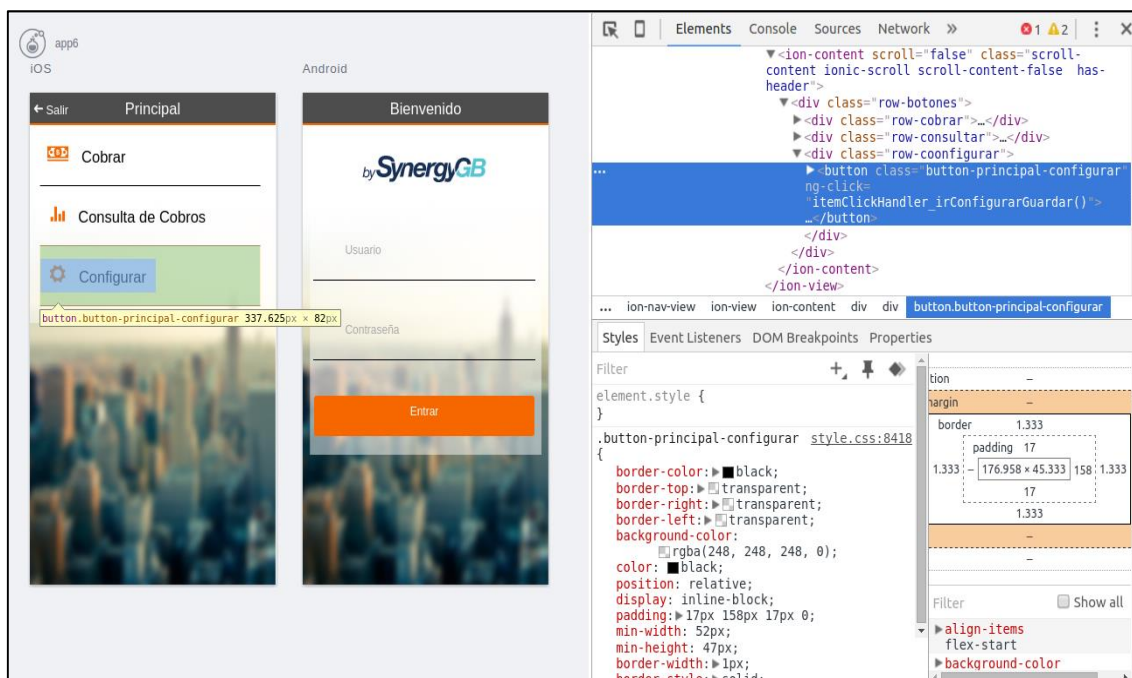 app6
iOS
Android
← Salir Principal
Cobrar
Consulta de Cobros
Configurar
button.button-principal-configurar 337.625px × 82px
Bienvenido
by SynergyGB
Usuario
Contraseña
Entrar
Elements Console Sources Network » 1 2
▼<ion-content scroll="false" class="scroll-
content ionic-scroll scroll-content-false has-
header">
▼<div class="row-botones">
▶<div class="row-cobrar">…</div>
▶<div class="row-consultar">…</div>
▼<div class="row-coonfigurar">
... ▶<button class="button-principal-configurar"
ng-click=
"itemClickHandler_irConfigurarGuardar()">
…</button>
</div>
</div>
</ion-content>
</ion-view>
... ion-nav-view ion-view ion-content div div button.button-principal-configurar
Styles Event Listeners DOM Breakpoints Properties
Filter
element.style {
}
.button-principal-configurar style.css:8418
{
border-color:▶black;
border-top:▶transparent;
border-right:▶transparent;
border-left:▶transparent;
background-color:
rgba(248, 248, 248, 0);
color: black;
position: relative;
display: inline-block;
padding:▶17px 158px 17px 0;
min-width: 52px;
min-height: 47px;
border-width:▶1px;
border-style:▶solid;
tion –
margin –
border 1.333
padding 17
1.333 – 176.958 × 45.333 158 1.333
17
1.333
–
–
Filter Show all
▶align-items
flex-start
▶background-color